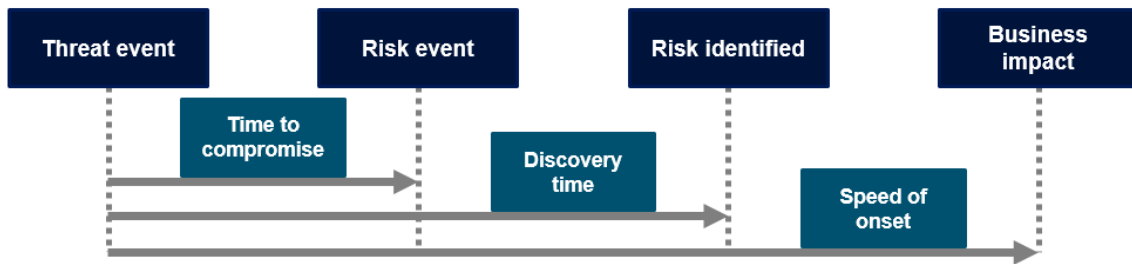 Threat event
Risk event
Risk identified
Business
impact
Time to
compromise
Discovery
time
Speed of
onset